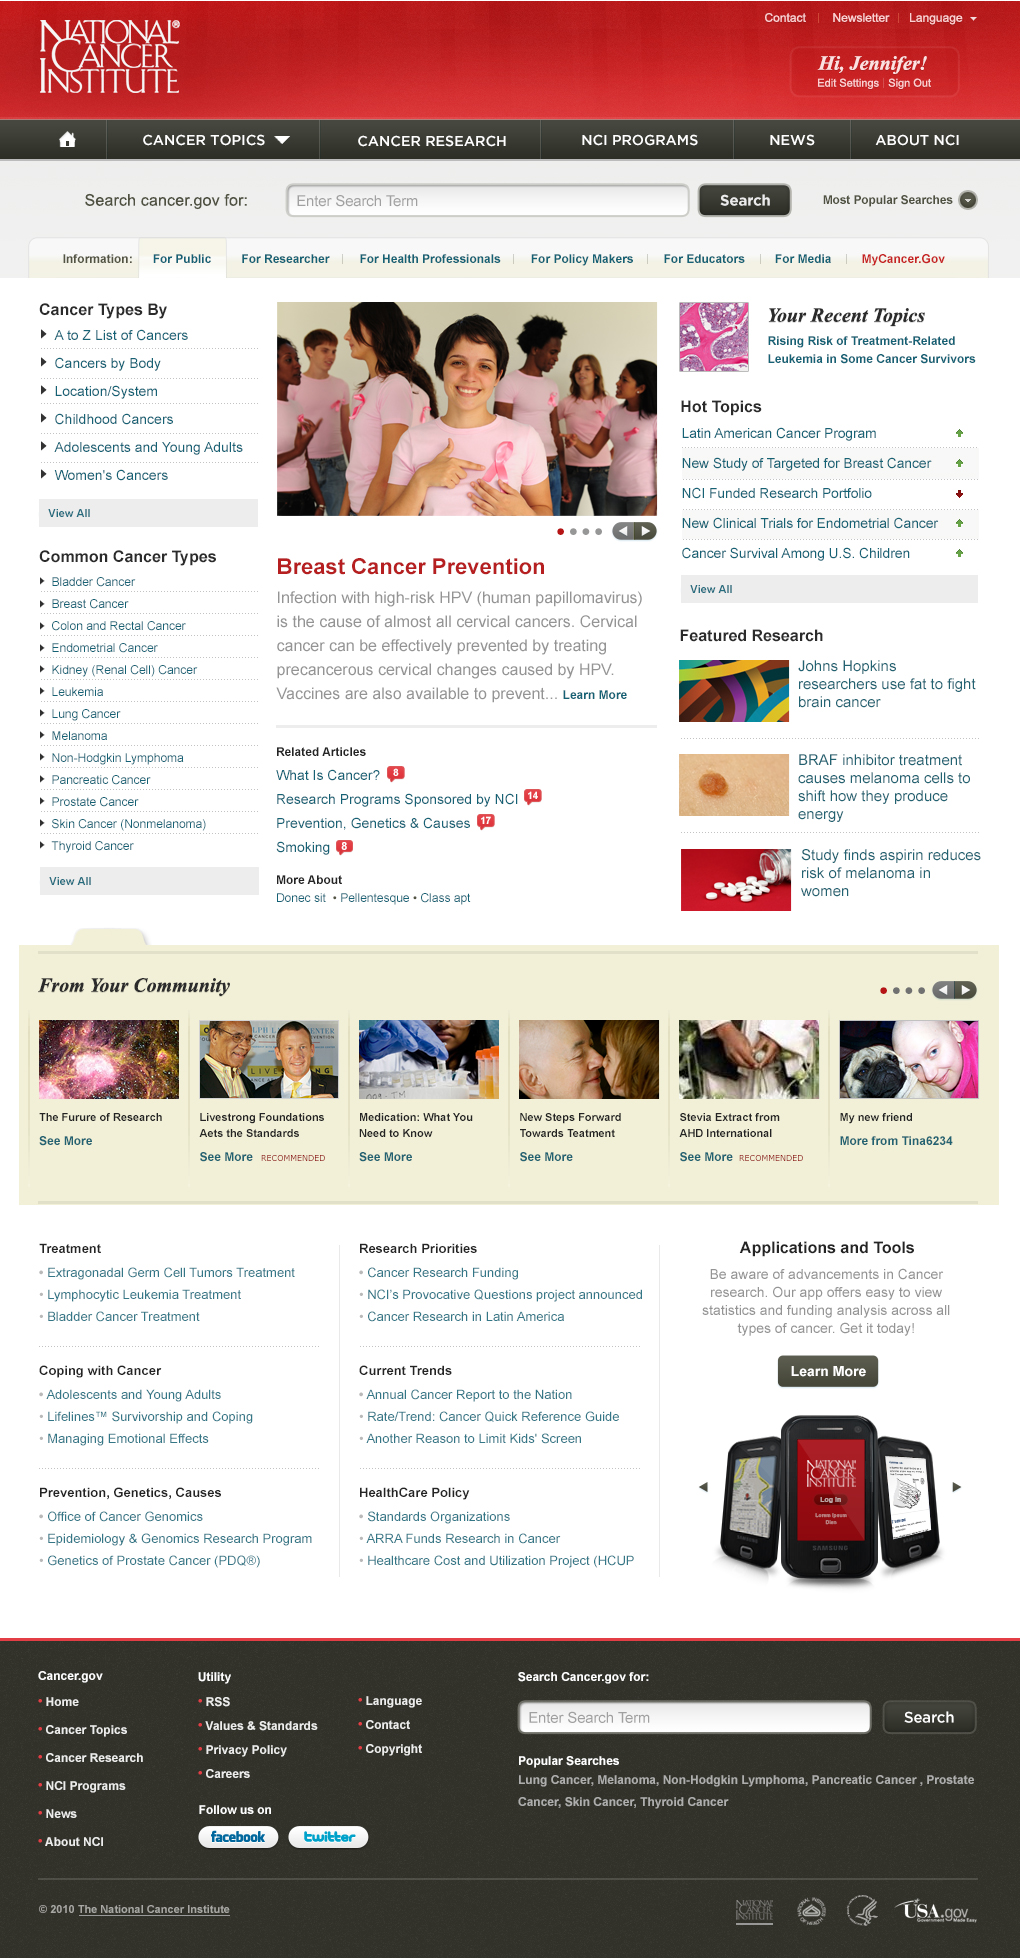 NATIONAL®
CANCER
INSTITUTE
Contact
Newsletter
Language
Hi, Jennifer!
Edit Settings
Sign Out
CANCER TOPICS
CANCER RESEARCH
NCI PROGRAMS
NEWS
ABOUT NCI
Search cancer.gov for:
Enter Search Term
Search
Most Popular Searches
Information:
For Public
For Researcher
For Health Professionals
For Policy Makers
For Educators
For Media
MyCancer.Gov
Cancer Types By
A to Z List of Cancers
Cancers by Body
Location/System
Childhood Cancers
Adolescents and Young Adults
Women's Cancers
View All
Common Cancer Types
Bladder Cancer
Breast Cancer
Colon and Rectal Cancer
Endometrial Cancer
Kidney (Renal Cell) Cancer
Leukemia
Lung Cancer
Melanoma
Non-Hodgkin Lymphoma
Pancreatic Cancer
Prostate Cancer
Skin Cancer (Nonmelanoma)
Thyroid Cancer
View All
Breast Cancer Prevention
Infection with high-risk HPV (human papillomavirus)
is the cause of almost all cervical cancers. Cervical
cancer can be effectively prevented by treating
precancerous cervical changes caused by HPV.
Vaccines are also available to prevent... Learn More
Related Articles
What Is Cancer? 8
Research Programs Sponsored by NCI 14
Prevention, Genetics & Causes 17
Smoking 8
More About
Donec sit • Pellentesque • Class apt
Your Recent Topics
Rising Risk of Treatment-Related
Leukemia in Some Cancer Survivors
Hot Topics
Latin American Cancer Program
New Study of Targeted for Breast Cancer
NCI Funded Research Portfolio
New Clinical Trials for Endometrial Cancer
Cancer Survival Among U.S. Children
View All
Featured Research
Johns Hopkins
researchers use fat to fight
brain cancer
BRAF inhibitor treatment
causes melanoma cells to
shift how they produce
energy
Study finds aspirin reduces
risk of melanoma in
women
From Your Community
The Furure of Research
See More
Livestrong Foundations
Aets the Standards
See More RECOMMENDED
Medication: What You
Need to Know
See More
New Steps Forward
Towards Teatment
See More
Stevia Extract from
AHD International
See More RECOMMENDED
My new friend
More from Tina6234
Treatment
• Extragonadal Germ Cell Tumors Treatment
• Lymphocytic Leukemia Treatment
• Bladder Cancer Treatment
Coping with Cancer
• Adolescents and Young Adults
• Lifelines™ Survivorship and Coping
• Managing Emotional Effects
Prevention, Genetics, Causes
• Office of Cancer Genomics
• Epidemiology & Genomics Research Program
• Genetics of Prostate Cancer (PDQ®)
Research Priorities
• Cancer Research Funding
• NCI's Provocative Questions project announced
• Cancer Research in Latin America
Current Trends
• Annual Cancer Report to the Nation
• Rate/Trend: Cancer Quick Reference Guide
• Another Reason to Limit Kids' Screen
HealthCare Policy
• Standards Organizations
• ARRA Funds Research in Cancer
• Healthcare Cost and Utilization Project (HCUP
Applications and Tools
Be aware of advancements in Cancer
research. Our app offers easy to view
statistics and funding analysis across all
types of cancer. Get it today!
Learn More
NATIONAL
CANCER
INSTITUTE
Log In
Lorem Ipsum
Dies
SAMSUNG
Cancer.gov
• Home
• Cancer Topics
• Cancer Research
• NCI Programs
• News
• About NCI
Utility
• RSS
• Values & Standards
• Privacy Policy
• Careers
• Language
• Contact
• Copyright
Follow us on
facebook
twitter
Search Cancer.gov for:
Enter Search Term
Search
Popular Searches
Lung Cancer, Melanoma, Non-Hodgkin Lymphoma, Pancreatic Cancer , Prostate
Cancer, Skin Cancer, Thyroid Cancer
© 2010 The National Cancer Institute
NATIONAL
CANCER
INSTITUTE
USA.gov
Government Made Easy